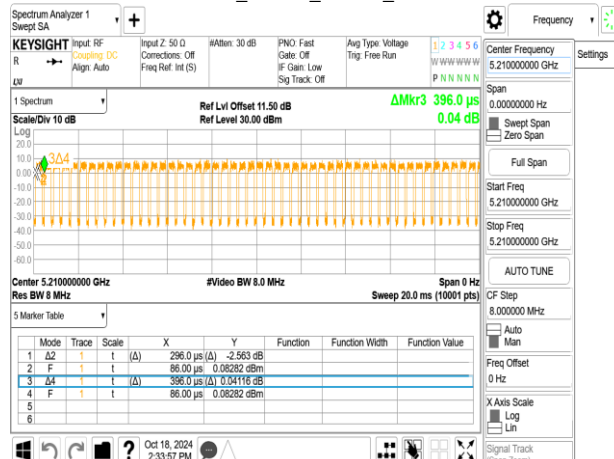 Spectrum Analyzer 1
Swept SA
Frequency
Settings
KEYSIGHT
R
Input: RF
Coupling: DC
Align: Auto
Input Z: 50 Ω
Corrections: Off
Freq Ref: Int (S)
#Atten: 30 dB
PNO: Fast
Gate: Off
IF Gain: Low
Sig Track: Off
Avg Type: Voltage
Trig: Free Run
1 2 3 4 5 6
W W W W W W
P N N N N N
1 Spectrum
Scale/Div 10 dB
Ref Lvl Offset 11.50 dB
Ref Level 30.00 dBm
ΔMkr3 396.0 µs
0.04 dB
Log
20.0
10.0
0.00
-10.0
-20.0
-30.0
-40.0
-50.0
-60.0
3Δ4
Center 5.210000000 GHz
#Video BW 8.0 MHz
Span 0 Hz
Res BW 8 MHz
Sweep 20.0 ms (10001 pts)
5 Marker Table
Mode Trace Scale X Y Function Function Width Function Value
1 Δ2 1 t (Δ) 296.0 µs (Δ) -2.563 dB
2 F 1 t 86.00 µs 0.08282 dBm
3 Δ4 1 t (Δ) 396.0 µs (Δ) 0.04116 dB
4 F 1 t 86.00 µs 0.08282 dBm
5
6
Oct 18, 2024
2:33:57 PM
Center Frequency
5.210000000 GHz
Span
0.00000000 Hz
Swept Span
Zero Span
Full Span
Start Freq
5.210000000 GHz
Stop Freq
5.210000000 GHz
AUTO TUNE
CF Step
8.000000 MHz
Auto
Man
Freq Offset
0 Hz
X Axis Scale
Log
Lin
Signal Track